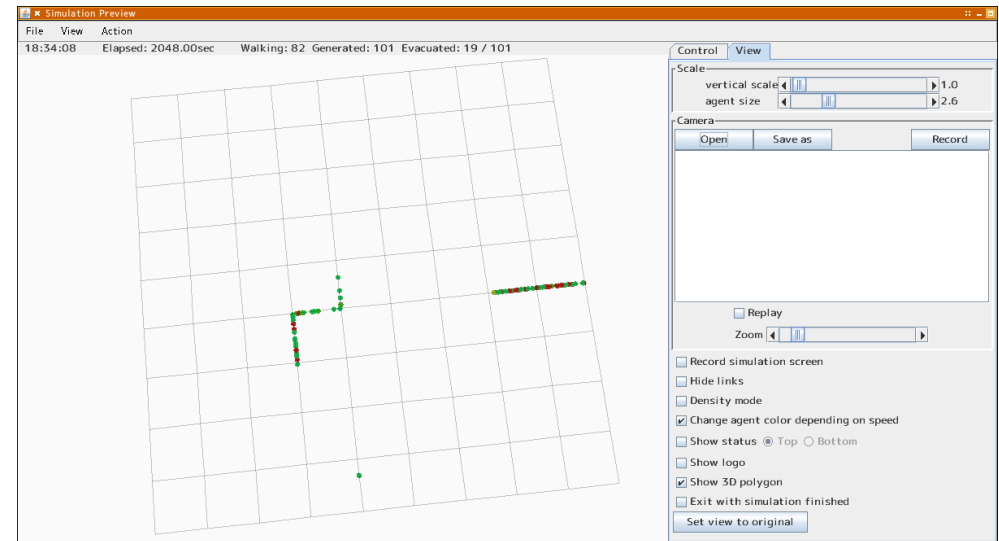 Simulation Preview
File View Action
18:34:08 Elapsed: 2048.00sec Walking: 82 Generated: 101 Evacuated: 19 / 101
Control View
Scale
vertical scale 1.0
agent size 2.6
Camera
Open Save as Record
Replay
Zoom
Record simulation screen
Hide links
Density mode
Change agent color depending on speed
Show status Top Bottom
Show logo
Show 3D polygon
Exit with simulation finished
Set view to original